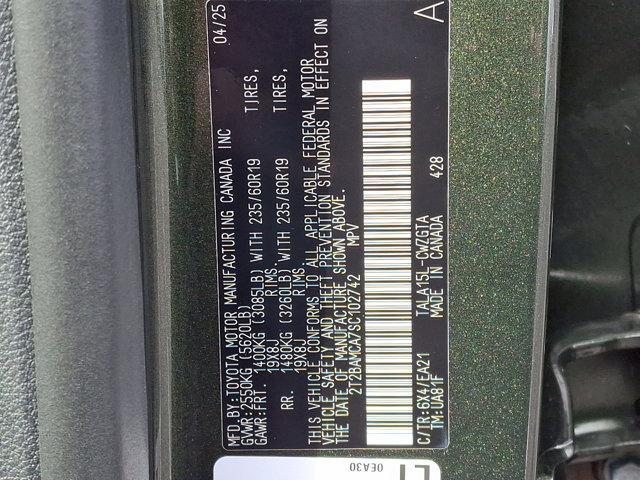 MFD.BY:TOYOTA MOTOR MANUFACTURING CANADA INC 04/25
GVWR:2550KG (5620LB)
GAWR:FRT. 1400KG (3085LB) WITH 235/60R19 TIRES,
19X8J RIMS.
RR. 1480KG (3260LB) WITH 235/60R19 TIRES,
19X8J RIMS.
THIS VEHICLE CONFORMS TO ALL APPLICABLE FEDERAL MOTOR
VEHICLE SAFETY AND THEFT PREVENTION STANDARDS IN EFFECT ON
THE DATE OF MANUFACTURE SHOWN ABOVE.
2T2BAMCA7SC102742 MPV
C/TR:6X4/EA21 TALA15L-CWZGTA
TM:UA81F MADE IN CANADA 428 A
0EA30